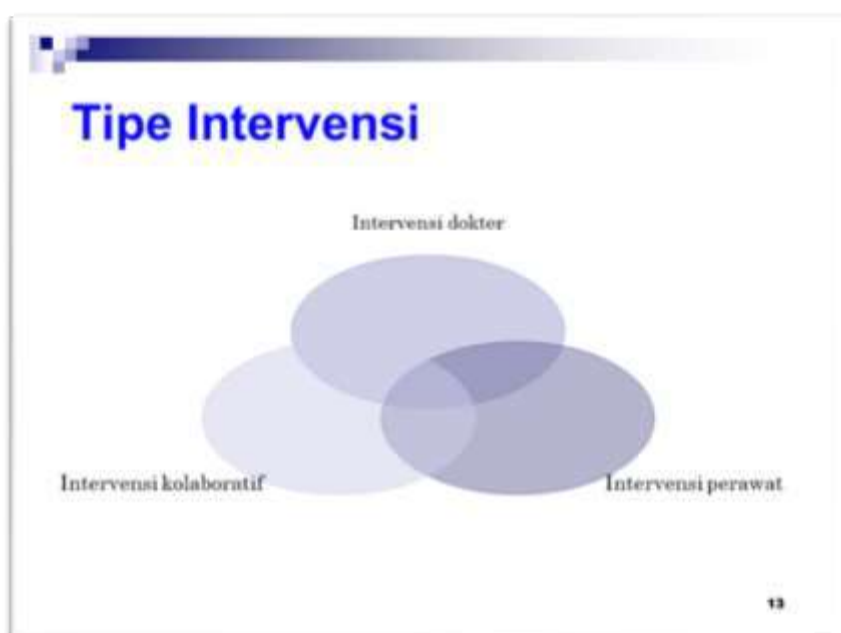 Tipe Intervensi
Intervensi dokter
Intervensi kolaboratif
Intervensi perawat
13